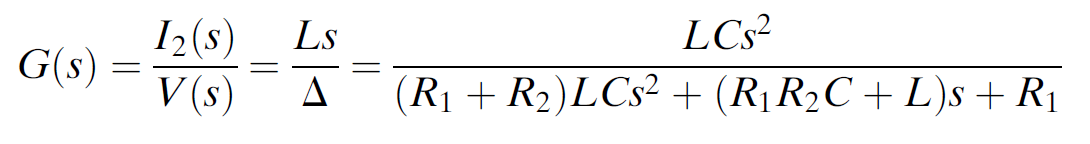 G(s) = I₂(s)/V(s) = Ls/Δ = LCs²/((R₁ + R₂)LCs² + (R₁R₂C + L)s + R₁)